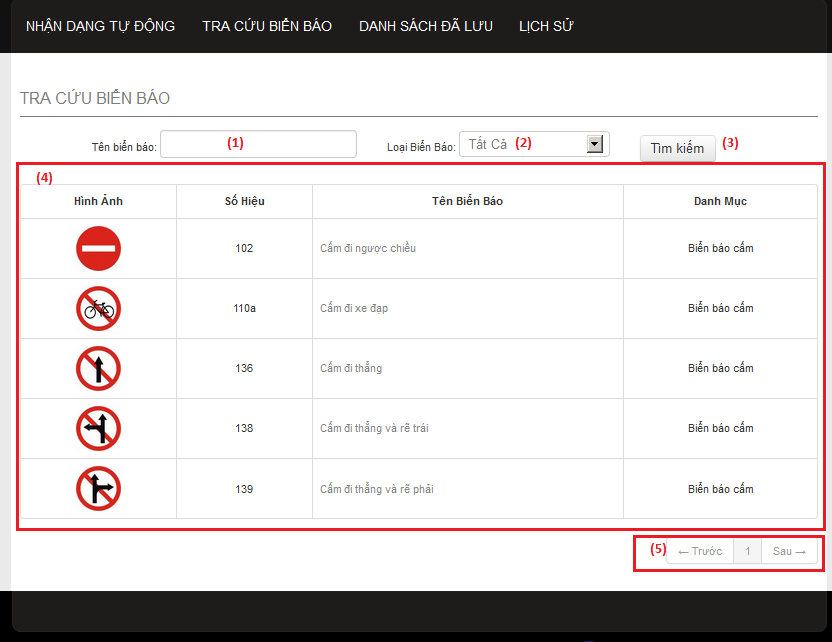 NHẬN DẠNG TỰ ĐỘNG TRA CỨU BIỂN BÁO DANH SÁCH ĐÃ LƯU LỊCH SỬ
TRA CỨU BIỂN BÁO
Tên biển báo: (1) Loại Biển Báo: Tất Cả (2) Tìm kiếm (3)
(4)
Hình Ảnh Số Hiệu Tên Biển Báo Danh Mục
102 Cấm đi ngược chiều Biển báo cấm
110a Cấm đi xe đạp Biển báo cấm
136 Cấm đi thẳng Biển báo cấm
138 Cấm đi thẳng và rẽ trái Biển báo cấm
139 Cấm đi thẳng và rẽ phải Biển báo cấm
(5) ← Trước 1 Sau →